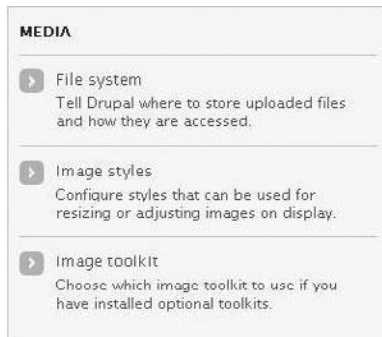 MEDIA
File system
Tell Drupal where to store uploaded files
and how they are accessed.
Image styles
Configure styles that can be used for
resizing or adjusting images on display.
Image toolkit
Choose which image toolkit to use if you
have installed optional toolkits.